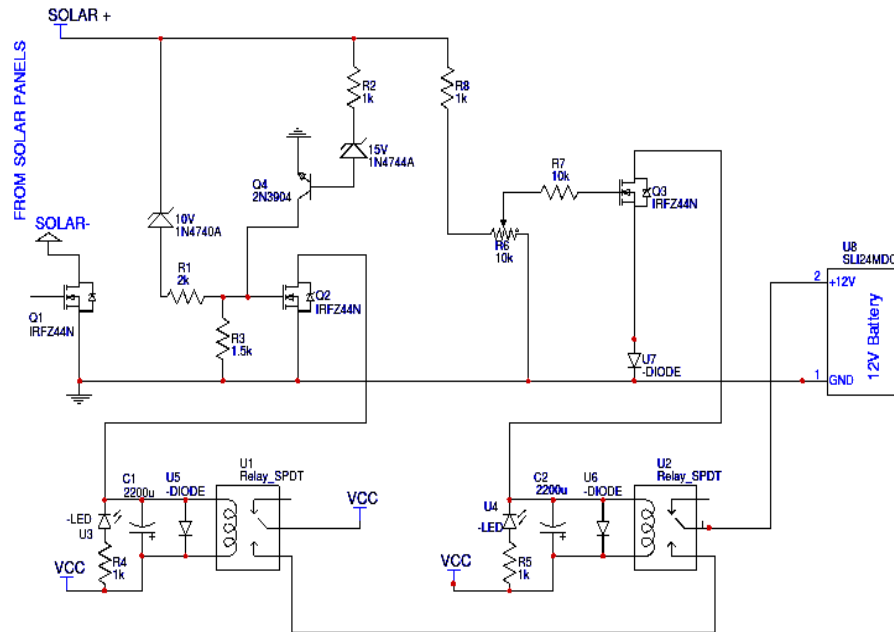 SOLAR +
FROM SOLAR PANELS
R2
1k
R8
1k
15V
1N4744A
Q4
2N3904
R7
10k
Q3
IRFZ44N
10V
1N4740A
SOLAR-
R6
10k
U8
SLI24MDC
2
+12V
12V Battery
R1
2k
Q2
IRFZ44N
Q1
IRFZ44N
R3
1.5k
U7
-DIODE
1
GND
U1
Relay_SPDT
C1
2200u
U5
-DIODE
VCC
-LED
U3
R4
1k
VCC
U2
Relay_SPDT
C2
2200u
U6
-DIODE
U4
-LED
R5
1k
VCC